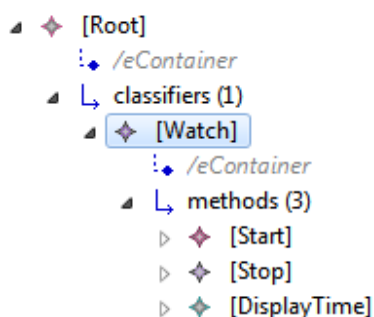 [Root]
/eContainer
classifiers (1)
[Watch]
/eContainer
methods (3)
[Start]
[Stop]
[DisplayTime]